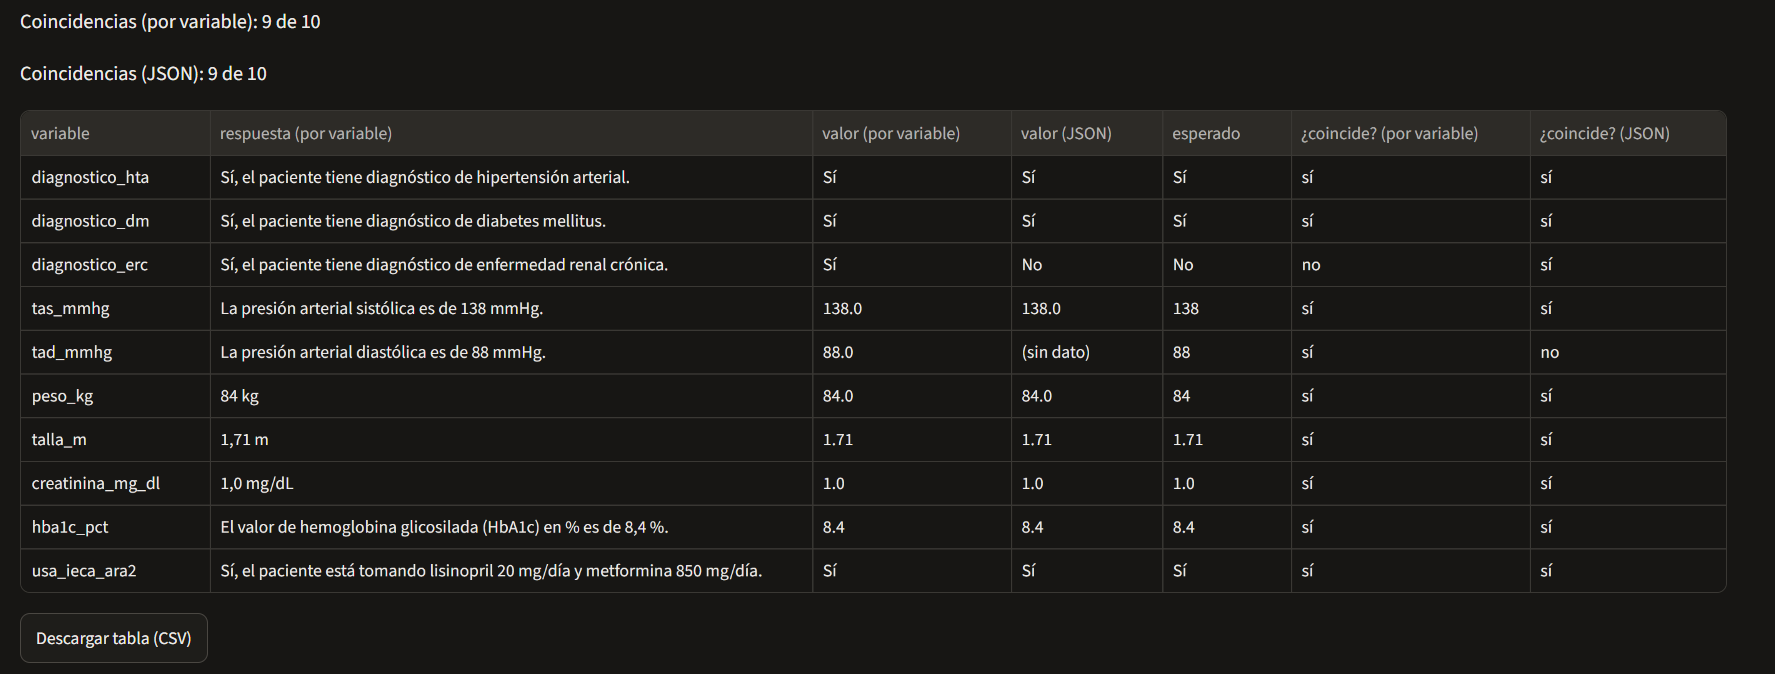 Coincidencias (por variable): 9 de 10
Coincidencias (JSON): 9 de 10
variable respuesta (por variable) valor (por variable) valor (JSON) esperado ¿coincide? (por variable) ¿coincide? (JSON)
diagnostico_hta Sí, el paciente tiene diagnóstico de hipertensión arterial. Sí Sí Sí sí sí
diagnostico_dm Sí, el paciente tiene diagnóstico de diabetes mellitus. Sí Sí Sí sí sí
diagnostico_erc Sí, el paciente tiene diagnóstico de enfermedad renal crónica. Sí No No no sí
tas_mmhg La presión arterial sistólica es de 138 mmHg. 138.0 138.0 138 sí sí
tad_mmhg La presión arterial diastólica es de 88 mmHg. 88.0 (sin dato) 88 sí no
peso_kg 84 kg 84.0 84.0 84 sí sí
talla_m 1,71 m 1.71 1.71 1.71 sí sí
creatinina_mg_dl 1,0 mg/dL 1.0 1.0 1.0 sí sí
hba1c_pct El valor de hemoglobina glicosilada (HbA1c) en % es de 8,4 %. 8.4 8.4 8.4 sí sí
usa_ieca_ara2 Sí, el paciente está tomando lisinopril 20 mg/día y metformina 850 mg/día. Sí Sí Sí sí sí
Descargar tabla (CSV)